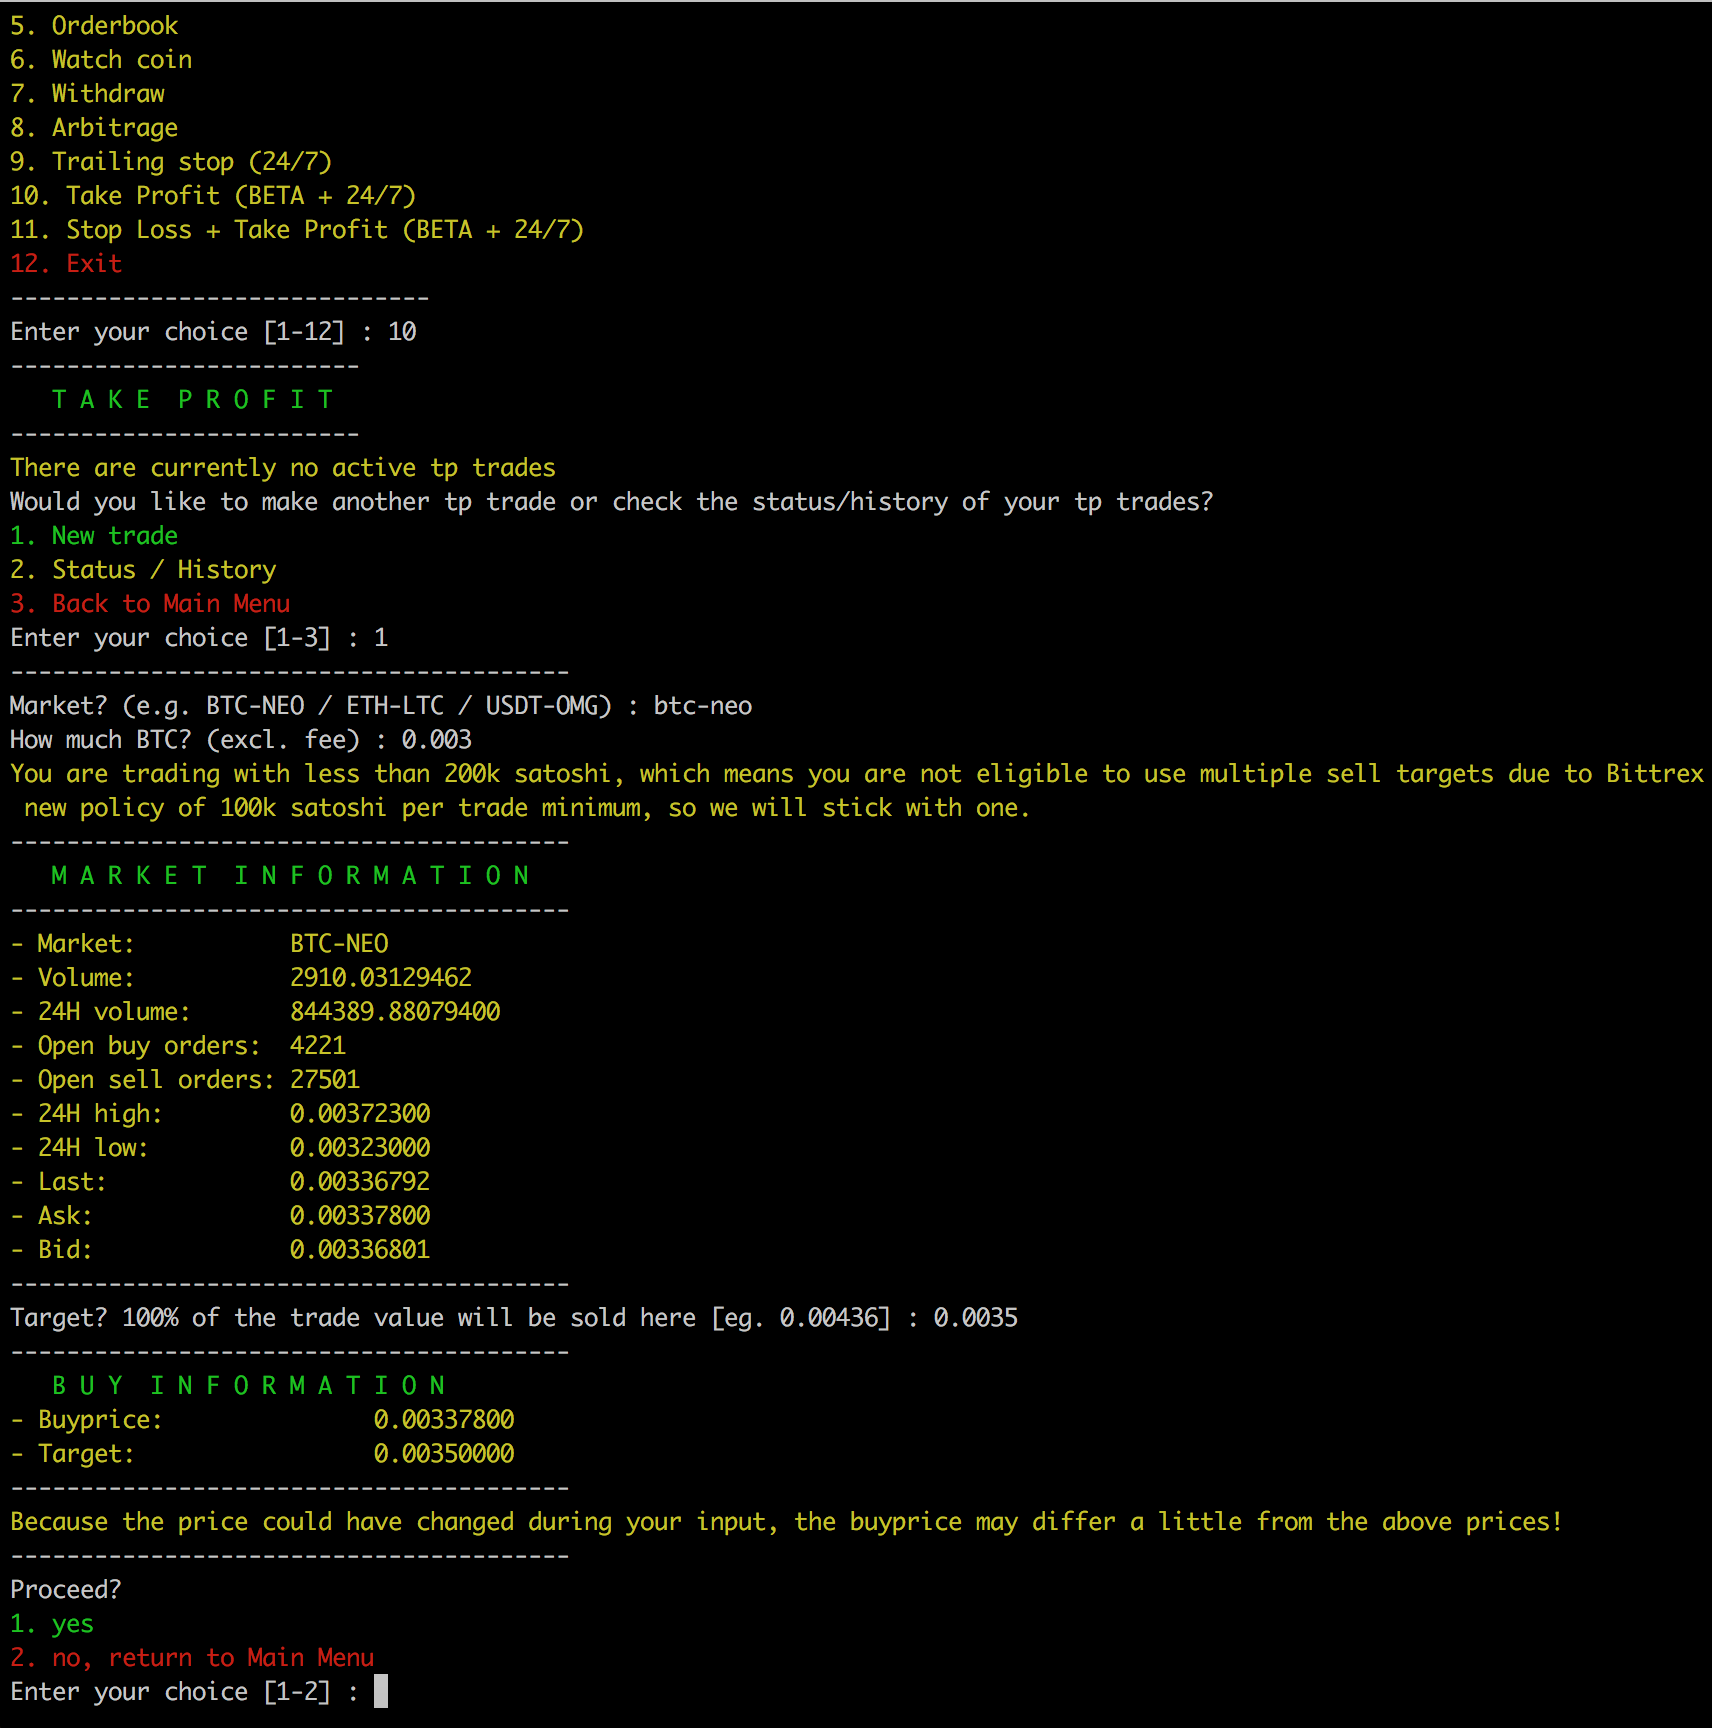 5. Orderbook
6. Watch coin
7. Withdraw
8. Arbitrage
9. Trailing stop (24/7)
10. Take Profit (BETA + 24/7)
11. Stop Loss + Take Profit (BETA + 24/7)
12. Exit
------------------------------
Enter your choice [1-12] : 10
-------------------------
T A K E  P R O F I T
-------------------------
There are currently no active tp trades
Would you like to make another tp trade or check the status/history of your tp trades?
1. New trade
2. Status / History
3. Back to Main Menu
Enter your choice [1-3] : 1
----------------------------------------
Market? (e.g. BTC-NEO / ETH-LTC / USDT-OMG) : btc-neo
How much BTC? (excl. fee) : 0.003
You are trading with less than 200k satoshi, which means you are not eligible to use multiple sell targets due to Bittrex
new policy of 100k satoshi per trade minimum, so we will stick with one.
----------------------------------------
M A R K E T  I N F O R M A T I O N
----------------------------------------
- Market:           BTC-NEO
- Volume:           2910.03129462
- 24H volume:       844389.88079400
- Open buy orders:  4221
- Open sell orders: 27501
- 24H high:         0.00372300
- 24H low:          0.00323000
- Last:             0.00336792
- Ask:              0.00337800
- Bid:              0.00336801
----------------------------------------
Target? 100% of the trade value will be sold here [eg. 0.00436] : 0.0035
----------------------------------------
B U Y  I N F O R M A T I O N
- Buyprice:               0.00337800
- Target:                 0.00350000
----------------------------------------
Because the price could have changed during your input, the buyprice may differ a little from the above prices!
----------------------------------------
Proceed?
1. yes
2. no, return to Main Menu
Enter your choice [1-2] :